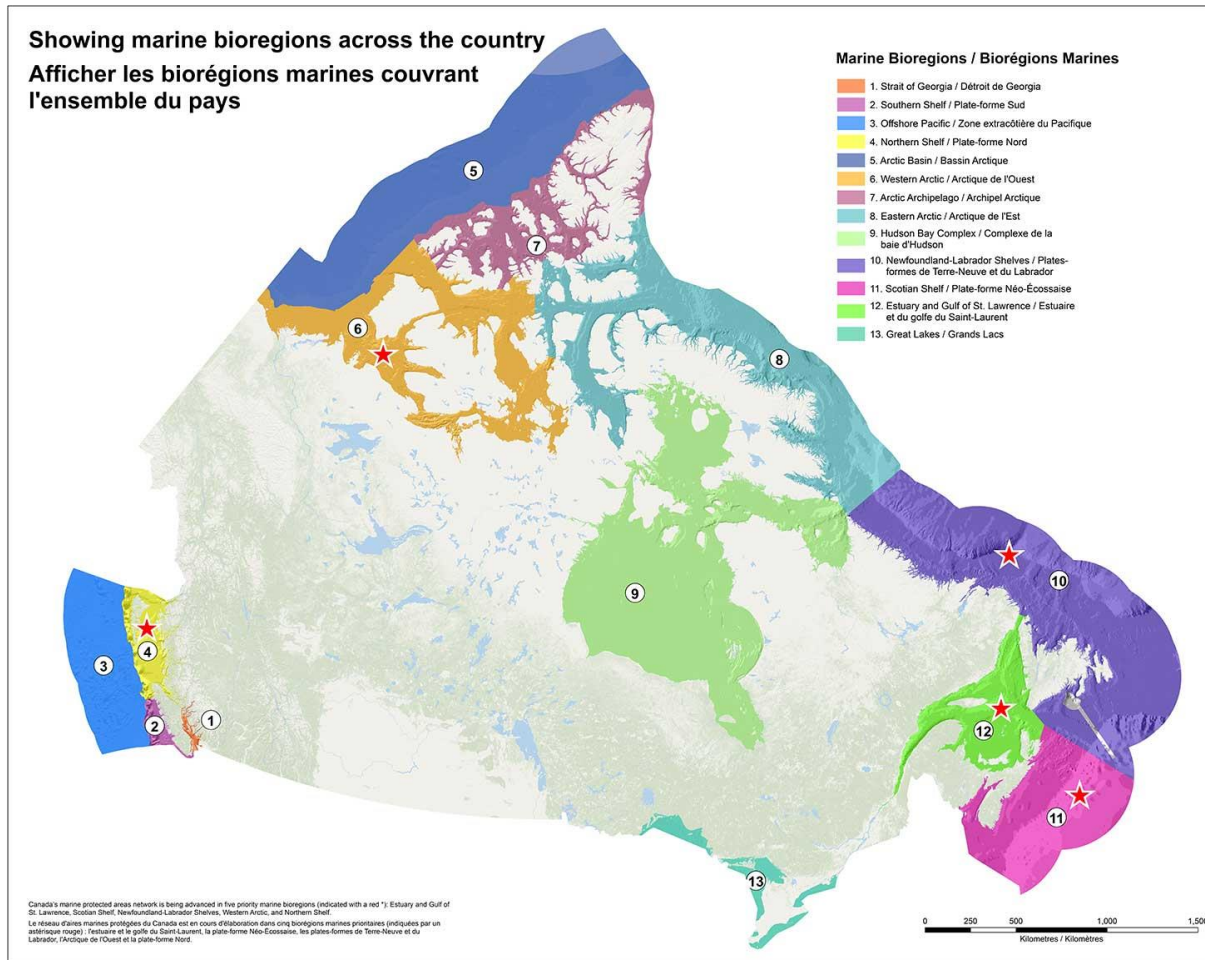 Showing marine bioregions across the country
Afficher les biorégions marines couvrant
l'ensemble du pays
Marine Bioregions / Biorégions Marines
1. Strait of Georgia / Détroit de Georgia
2. Southern Shelf / Plate-forme Sud
3. Offshore Pacific / Zone extracôtière du Pacifique
4. Northern Shelf / Plate-forme Nord
5. Arctic Basin / Bassin Arctique
6. Western Arctic / Arctique de l'Ouest
7. Arctic Archipelago / Archipel Arctique
8. Eastern Arctic / Arctique de l'Est
9. Hudson Bay Complex / Complexe de la
baie d'Hudson
10. Newfoundland-Labrador Shelves / Plates-
formes de Terre-Neuve et du Labrador
11. Scotian Shelf / Plate-forme Néo-Écossaise
12. Estuary and Gulf of St. Lawrence / Estuaire
et du golfe du Saint-Laurent
13. Great Lakes / Grands Lacs
5
7
6
8
9
10
4
3
2
1
12
11
13
Canada's marine protected areas network is being advanced in five priority marine bioregions (indicated with a red *): Estuary and Gulf of
St. Lawrence, Scotian Shelf, Newfoundland-Labrador Shelves, Western Arctic, and Northern Shelf.
Le réseau d'aires marines protégées du Canada est en cours d'élaboration dans cinq biorégions marines prioritaires (indiquées par un
astérisque rouge) : l'estuaire et le golfe du Saint-Laurent, la plate-forme Néo-Écossaise, les plates-formes de Terre-Neuve et du
Labrador, l'Arctique de l'Ouest et la plate-forme Nord.
0 250 500 1,000 1,500
Kilometres / Kilomètres